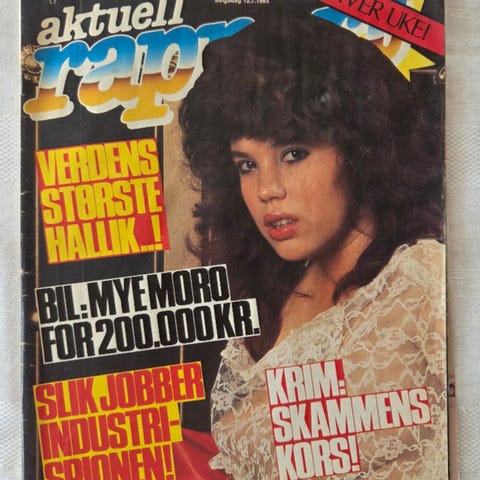 VER UKE!
aktuell
rap
VERDENS
STØRSTE
HALLIK..!
BIL: MYE MORO
FOR 200.000 KR.
SLIK JOBBER
INDUSTRI-
SPIONEN!
KRIM:
SKAMMENS
KORS!